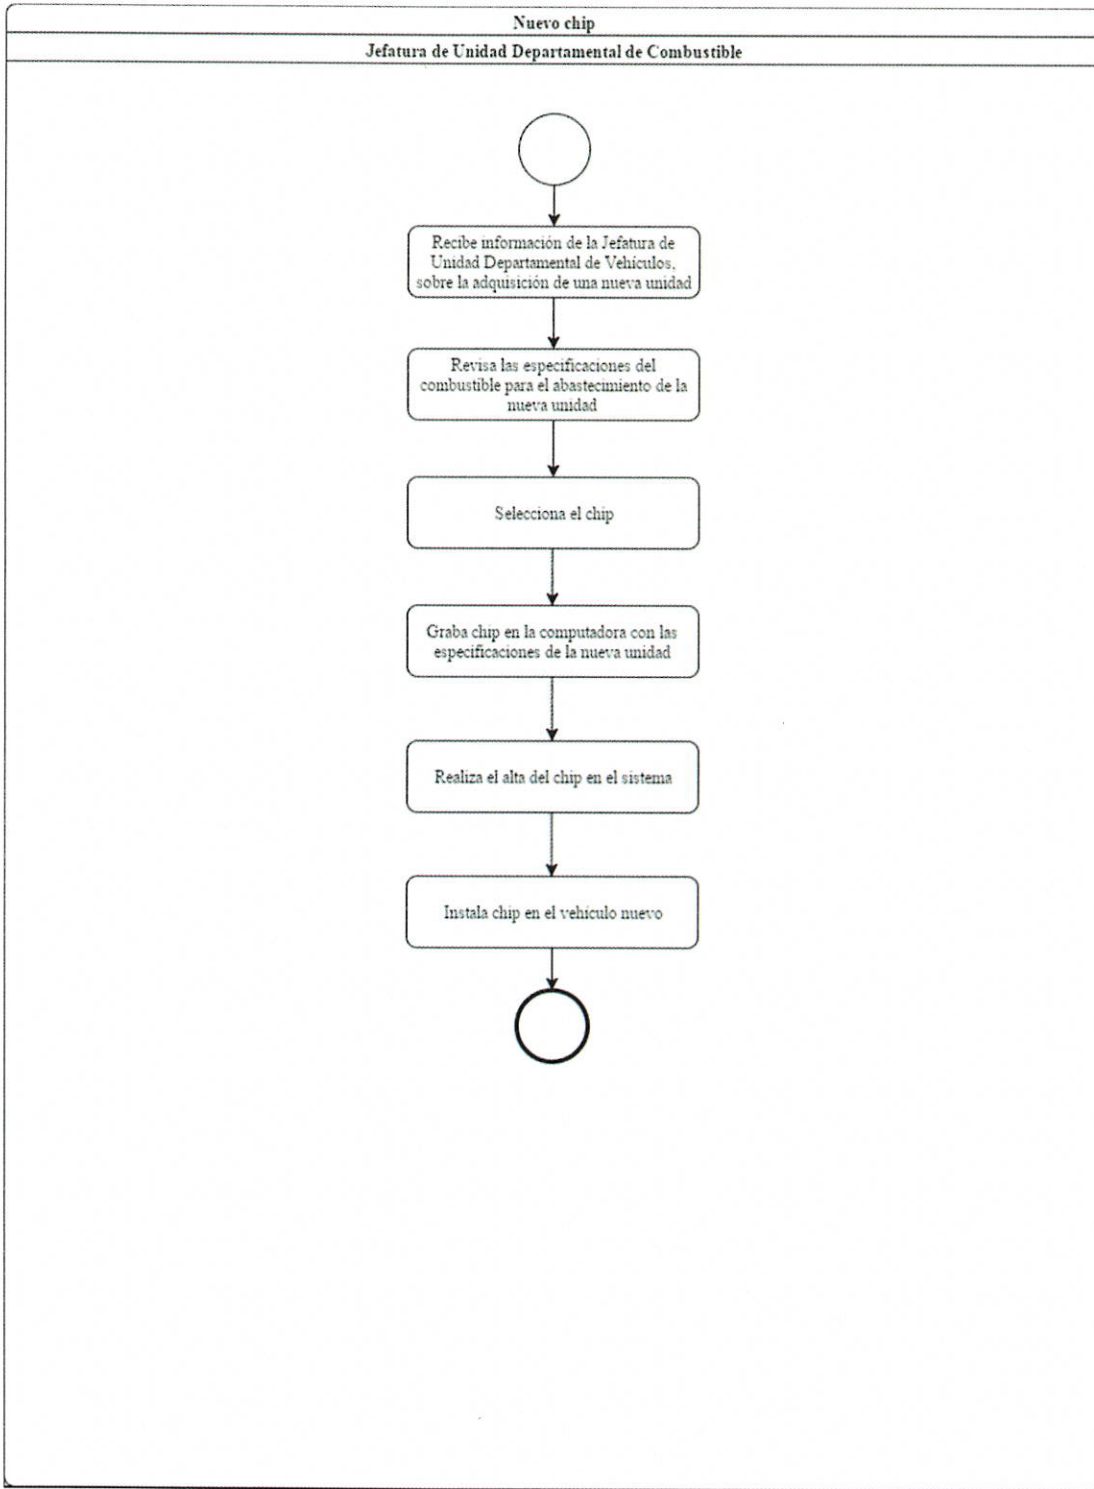 Nuevo chip
Jefatura de Unidad Departamental de Combustible
Recibe información de la Jefatura de
Unidad Departamental de Vehículos,
sobre la adquisición de una nueva unidad
Revisa las especificaciones del
combustible para el abastecimiento de la
nueva unidad
Selecciona el chip
Graba chip en la computadora con las
especificaciones de la nueva unidad
Realiza el alta del chip en el sistema
Instala chip en el vehículo nuevo